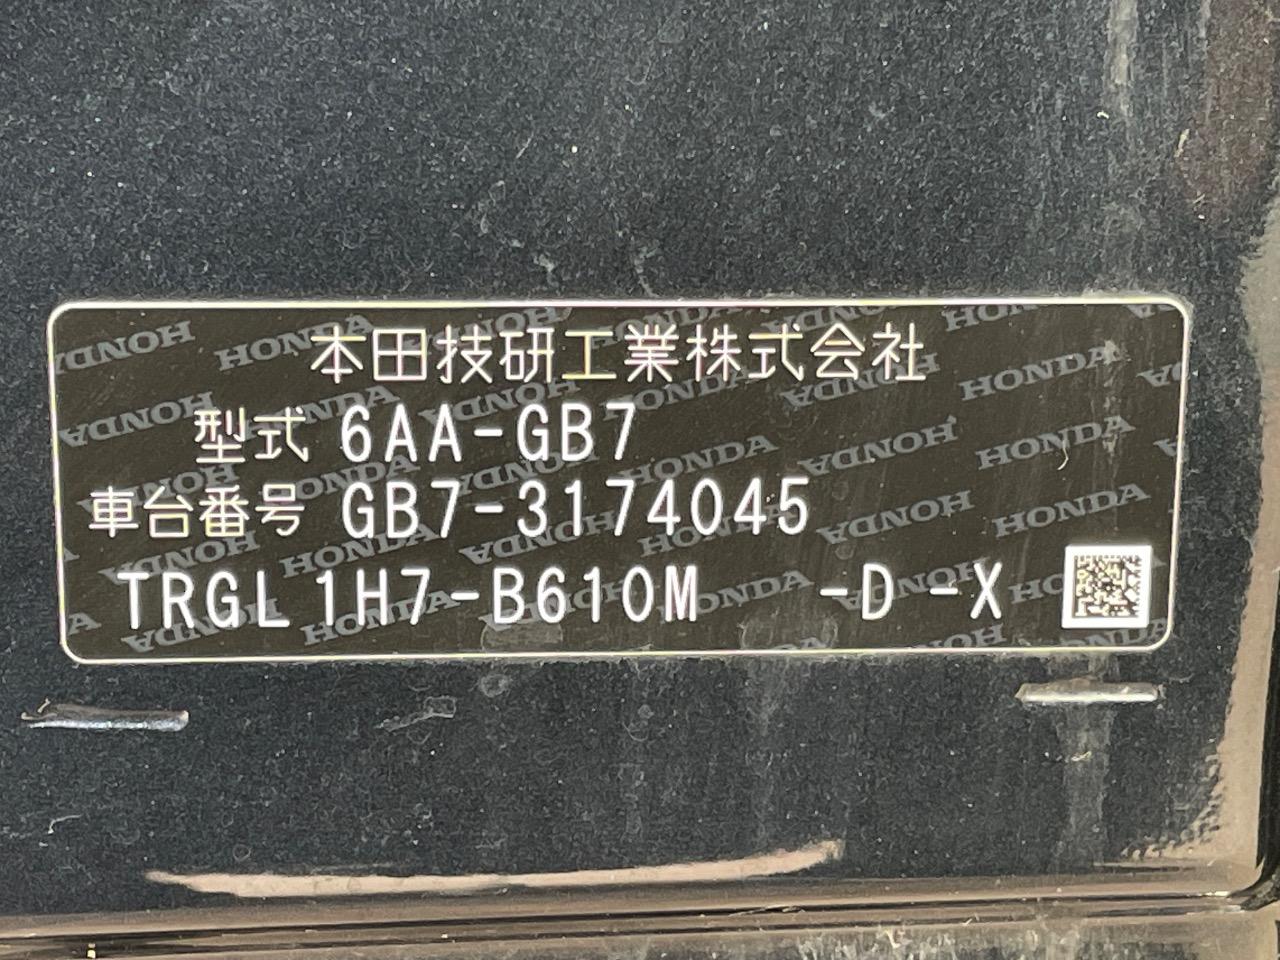 本田技研工業株式会社
型式 6AA-GB7
車台番号 GB7-3174045
TRGL1H7-B610M -D -X